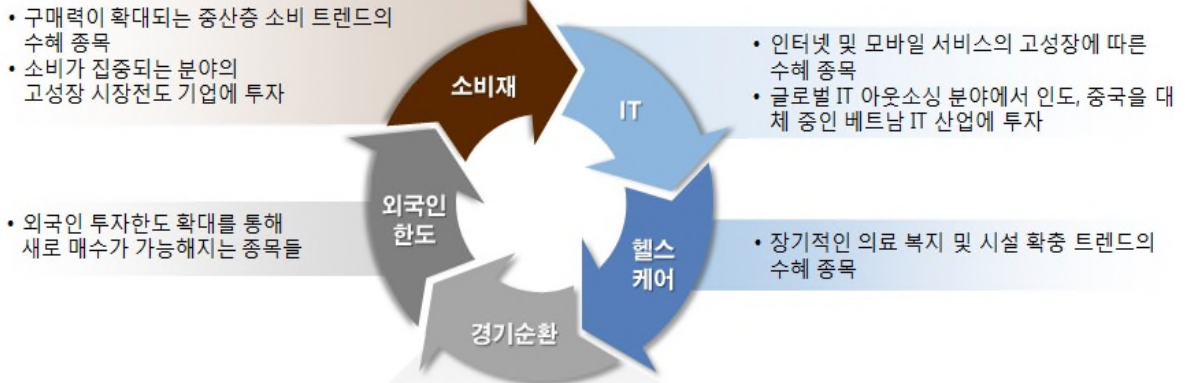 • 구매력이 확대되는 중산층 소비 트렌드의
수혜 종목
• 소비가 집중되는 분야의
고성장 시장전도 기업에 투자
소비재
IT
• 인터넷 및 모바일 서비스의 고성장에 따른
수혜 종목
• 글로벌 IT 아웃소싱 분야에서 인도, 중국을 대
체 중인 베트남 IT 산업에 투자
외국인
한도
• 외국인 투자한도 확대를 통해
새로 매수가 가능해지는 종목들
헬스
케어
• 장기적인 의료 복지 및 시설 확충 트렌드의
수혜 종목
경기순환